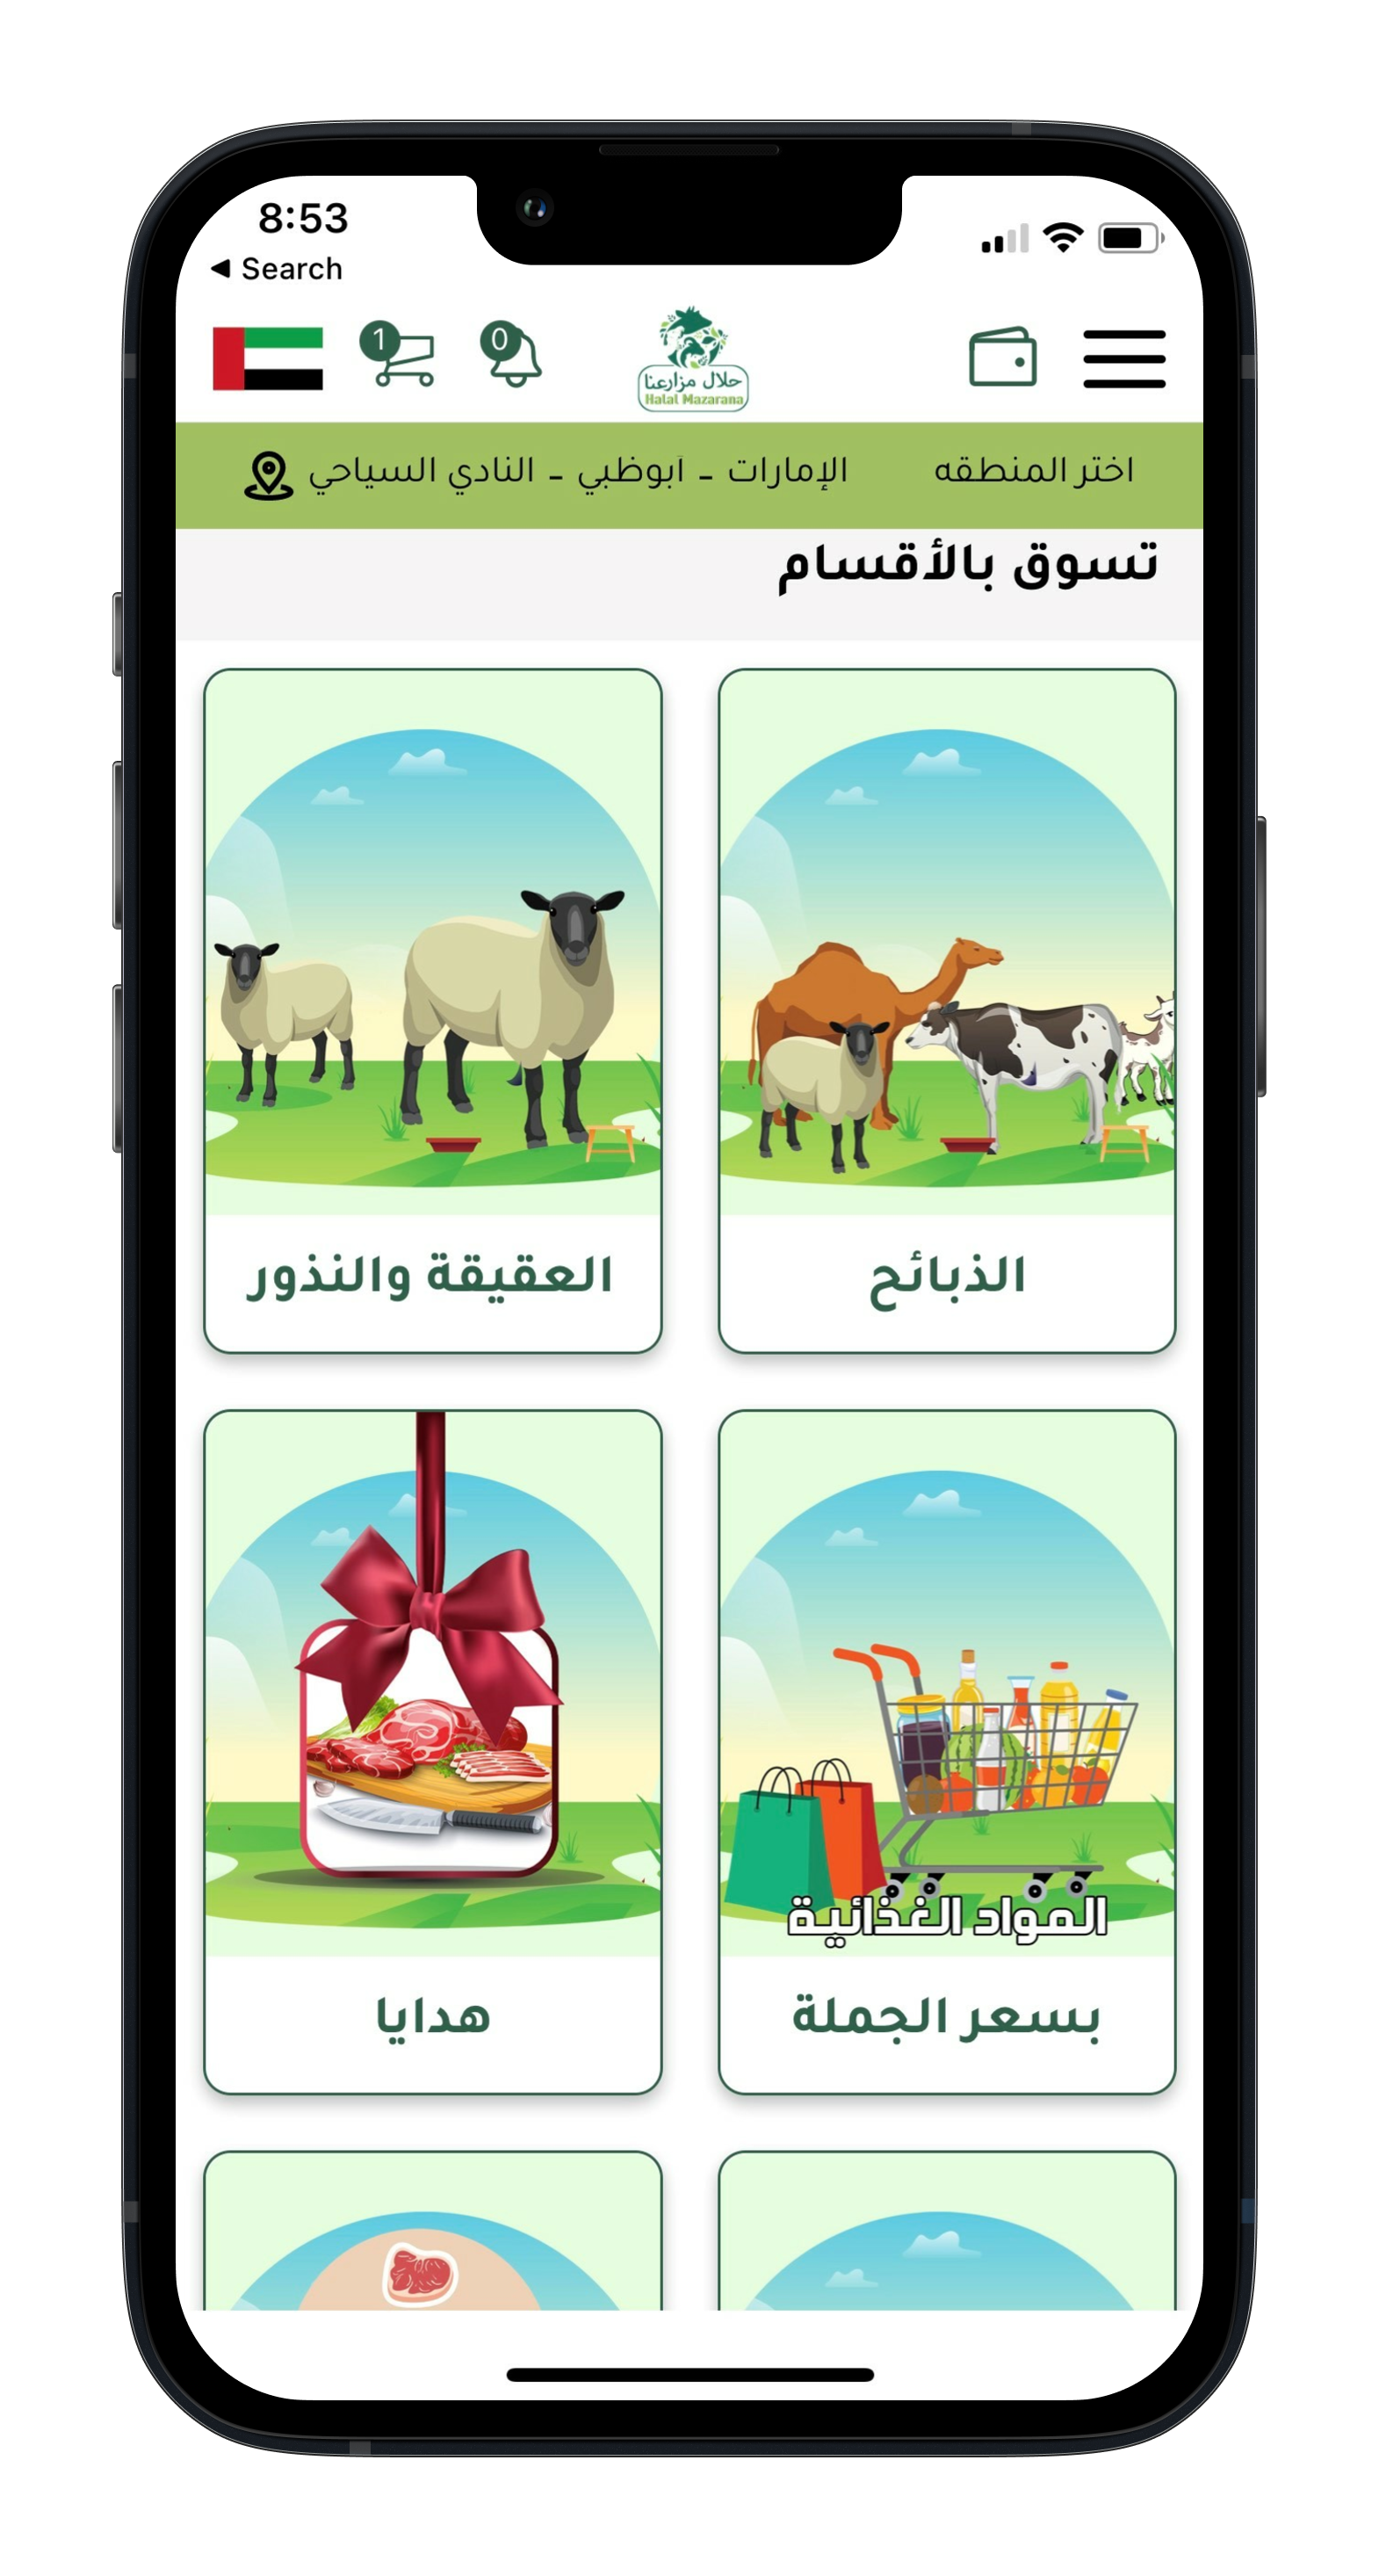 8:53
◀ Search
1
0
حلال مزارعنا
Halal Mazarana
اختر المنطقه الإمارات - أبوظبي - النادي السياحي
تسوق بالأقسام
الذبائح
العقيقة والنذور
المواد الغذائية
بسعر الجملة
هدايا